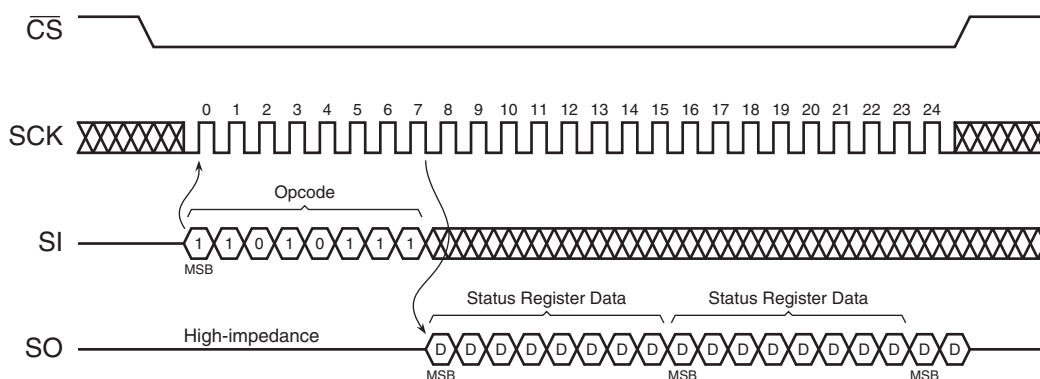 CS
0 1 2 3 4 5 6 7 8 9 10 11 12 13 14 15 16 17 18 19 20 21 22 23 24
SCK
Opcode
SI
1 1 0 1 0 1 1 1
MSB
Status Register Data Status Register Data
High-impedance
SO
D D D D D D D D D D D D D D D D D D
MSB MSB MSB